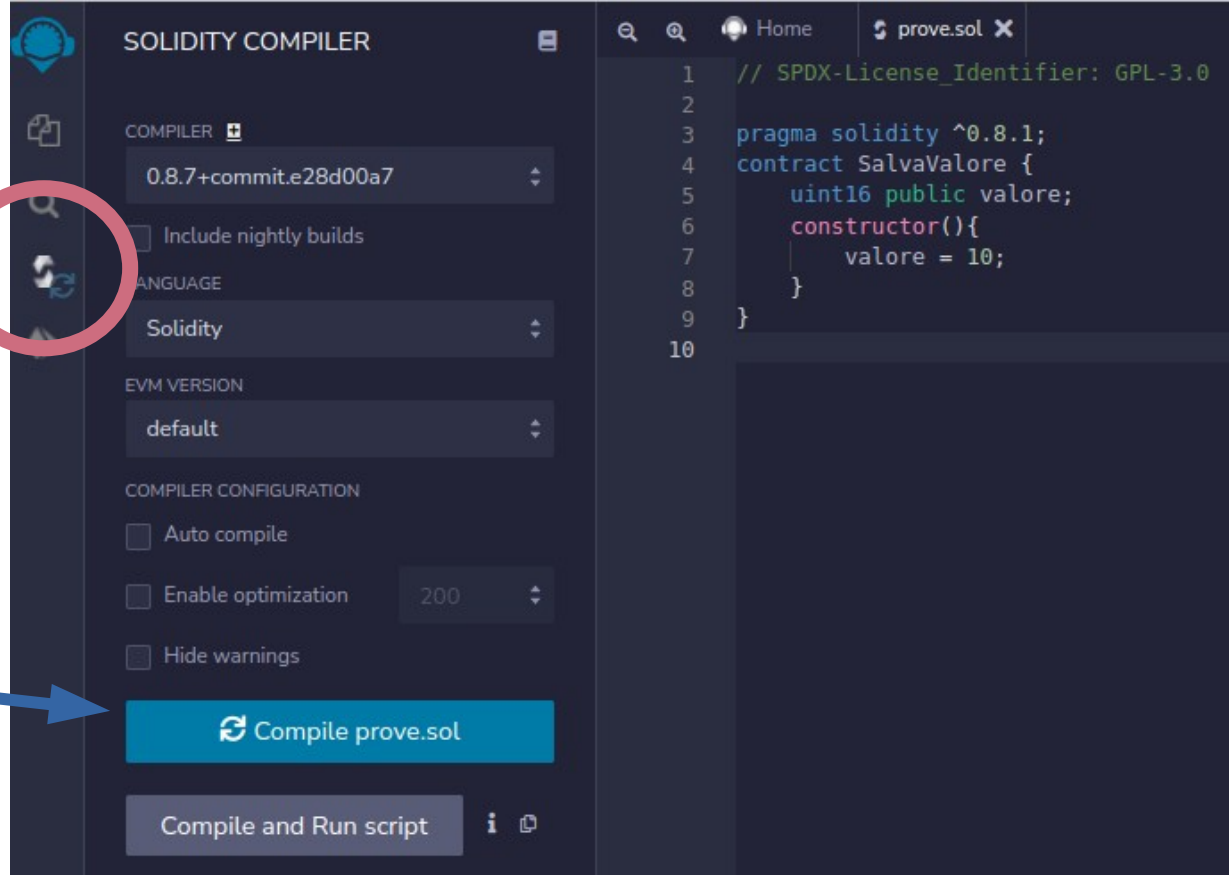 SOLIDITY COMPILER
COMPILER
0.8.7+commit.e28d00a7
Include nightly builds
LANGUAGE
Solidity
EVM VERSION
default
COMPILER CONFIGURATION
Auto compile
Enable optimization 200
Hide warnings
Compile prove.sol
Compile and Run script
Home prove.sol
1 // SPDX-License_Identifier: GPL-3.0
2
3 pragma solidity ^0.8.1;
4 contract SalvaValore {
5 uint16 public valore;
6 constructor(){
7 valore = 10;
8 }
9 }
10